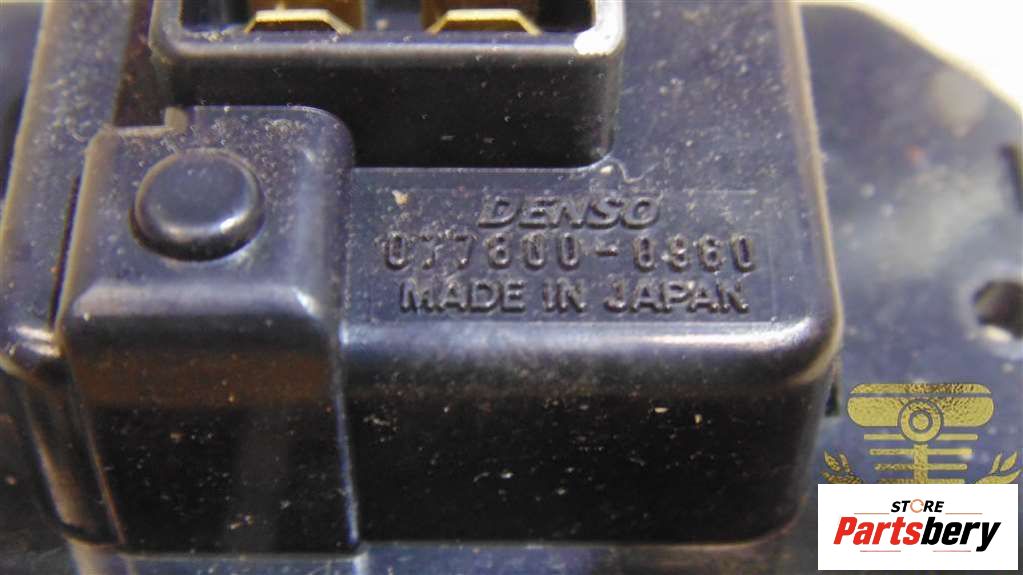 DENSO
077800-0960
MADE IN JAPAN
STORE
Partsbery